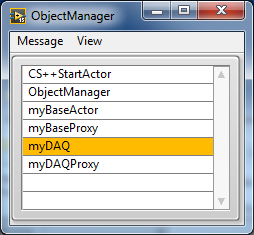 ObjectManager
Message View
CS++StartActor
ObjectManager
myBaseActor
myBaseProxy
myDAQ
myDAQProxy